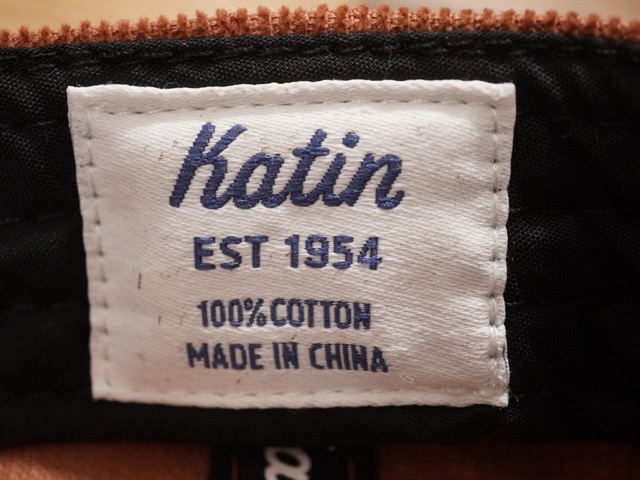 Katin
EST 1954
100% COTTON
MADE IN CHINA